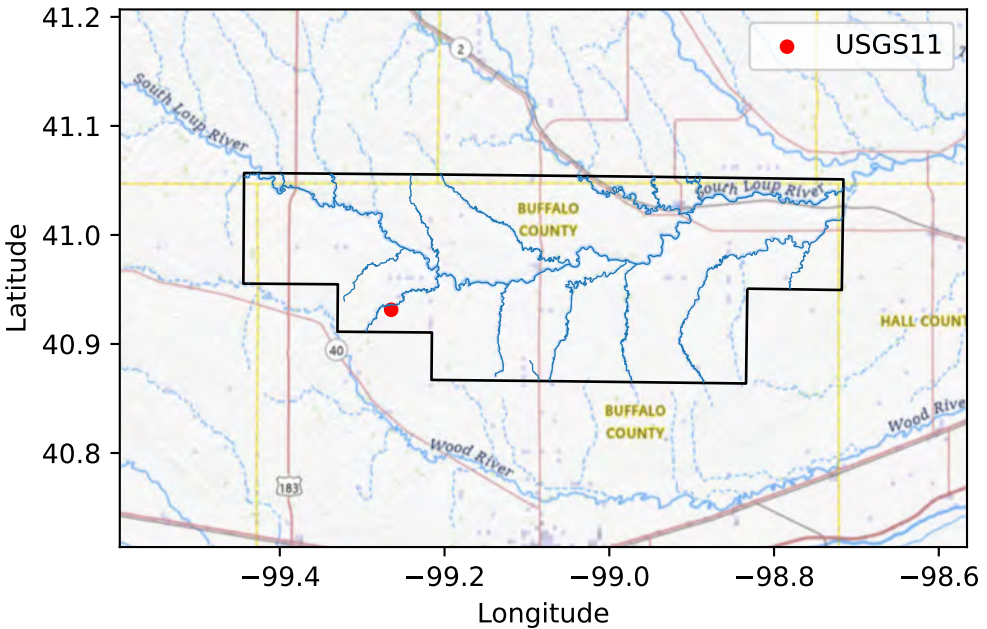 41.2
41.1
41.0
40.9
40.8
Latitude
−99.4
−99.2
−99.0
−98.8
−98.6
Longitude
USGS11
2
South Loup River
South Loup River
BUFFALO
COUNTY
HALL COUNT
40
BUFFALO
COUNTY
Wood River
Wood Rive
183